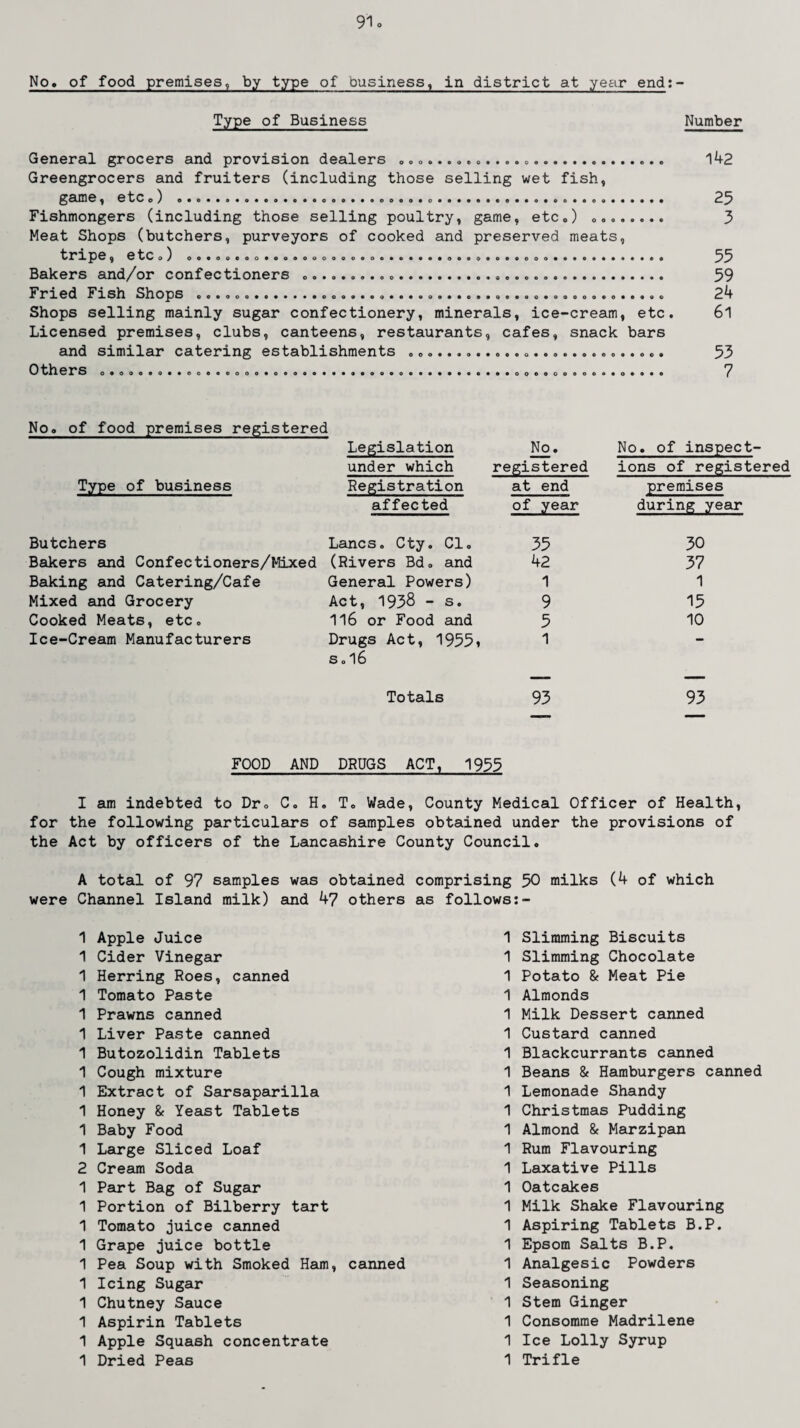 91.
No. of food premises, by type of business, in district at year end:-
Type of Business Number
General grocers and provision dealers ............................ 142
Greengrocers and fruiters (including those selling wet fish,
game, etc.) ................................................... 25
Fishmongers (including those selling poultry, game, etc.) ........ 3
Meat Shops (butchers, purveyors of cooked and preserved meats,
tripe, etc.) .................................................. 55
Bakers and/or confectioners ...................................... 59
Fried Fish Shops ................................................. 24
Shops selling mainly sugar confectionery, minerals, ice-cream, etc. 61
Licensed premises, clubs, canteens, restaurants, cafes, snack bars
and similar catering establishments ........................... 53
Others ........................................................... 7
No. of food premises registered
Legislation No. No. of inspect-
under which registered ions of registered
Type of business Registration at end premises
affected of year during year
Butchers Lancs. Cty. Cl. 35 30
Bakers and Confectioners/Mixed (Rivers Bd. and 42 37
Baking and Catering/Cafe General Powers) 1 1
Mixed and Grocery Act, 1938 - s. 9 15
Cooked Meats, etc. 116 or Food and 5 10
Ice-Cream Manufacturers Drugs Act, 1955, 1 -
s.16
Totals 93 93
FOOD AND DRUGS ACT, 1955
I am indebted to Dr. C. H. T. Wade, County Medical Officer of Health,
for the following particulars of samples obtained under the provisions of
the Act by officers of the Lancashire County Council.
A total of 97 samples was obtained comprising 50 milks (4 of which
were Channel Island milk) and 47 others as follows:-
1 Apple Juice
1 Cider Vinegar
1 Herring Roes, canned
1 Tomato Paste
1 Prawns canned
1 Liver Paste canned
1 Butozolidin Tablets
1 Cough mixture
1 Extract of Sarsaparilla
1 Honey & Yeast Tablets
1 Baby Food
1 Large Sliced Loaf
2 Cream Soda
1 Part Bag of Sugar
1 Portion of Bilberry tart
1 Tomato juice canned
1 Grape juice bottle
1 Pea Soup with Smoked Ham, canned
1 Icing Sugar
1 Chutney Sauce
1 Aspirin Tablets
1 Apple Squash concentrate
1 Dried Peas
1 Slimming Biscuits
1 Slimming Chocolate
1 Potato & Meat Pie
1 Almonds
1 Milk Dessert canned
1 Custard canned
1 Blackcurrants canned
1 Beans & Hamburgers canned
1 Lemonade Shandy
1 Christmas Pudding
1 Almond & Marzipan
1 Rum Flavouring
1 Laxative Pills
1 Oatcakes
1 Milk Shake Flavouring
1 Aspiring Tablets B.P.
1 Epsom Salts B.P.
1 Analgesic Powders
1 Seasoning
1 Stem Ginger
1 Consomme Madrilene
1 Ice Lolly Syrup
1 Trifle